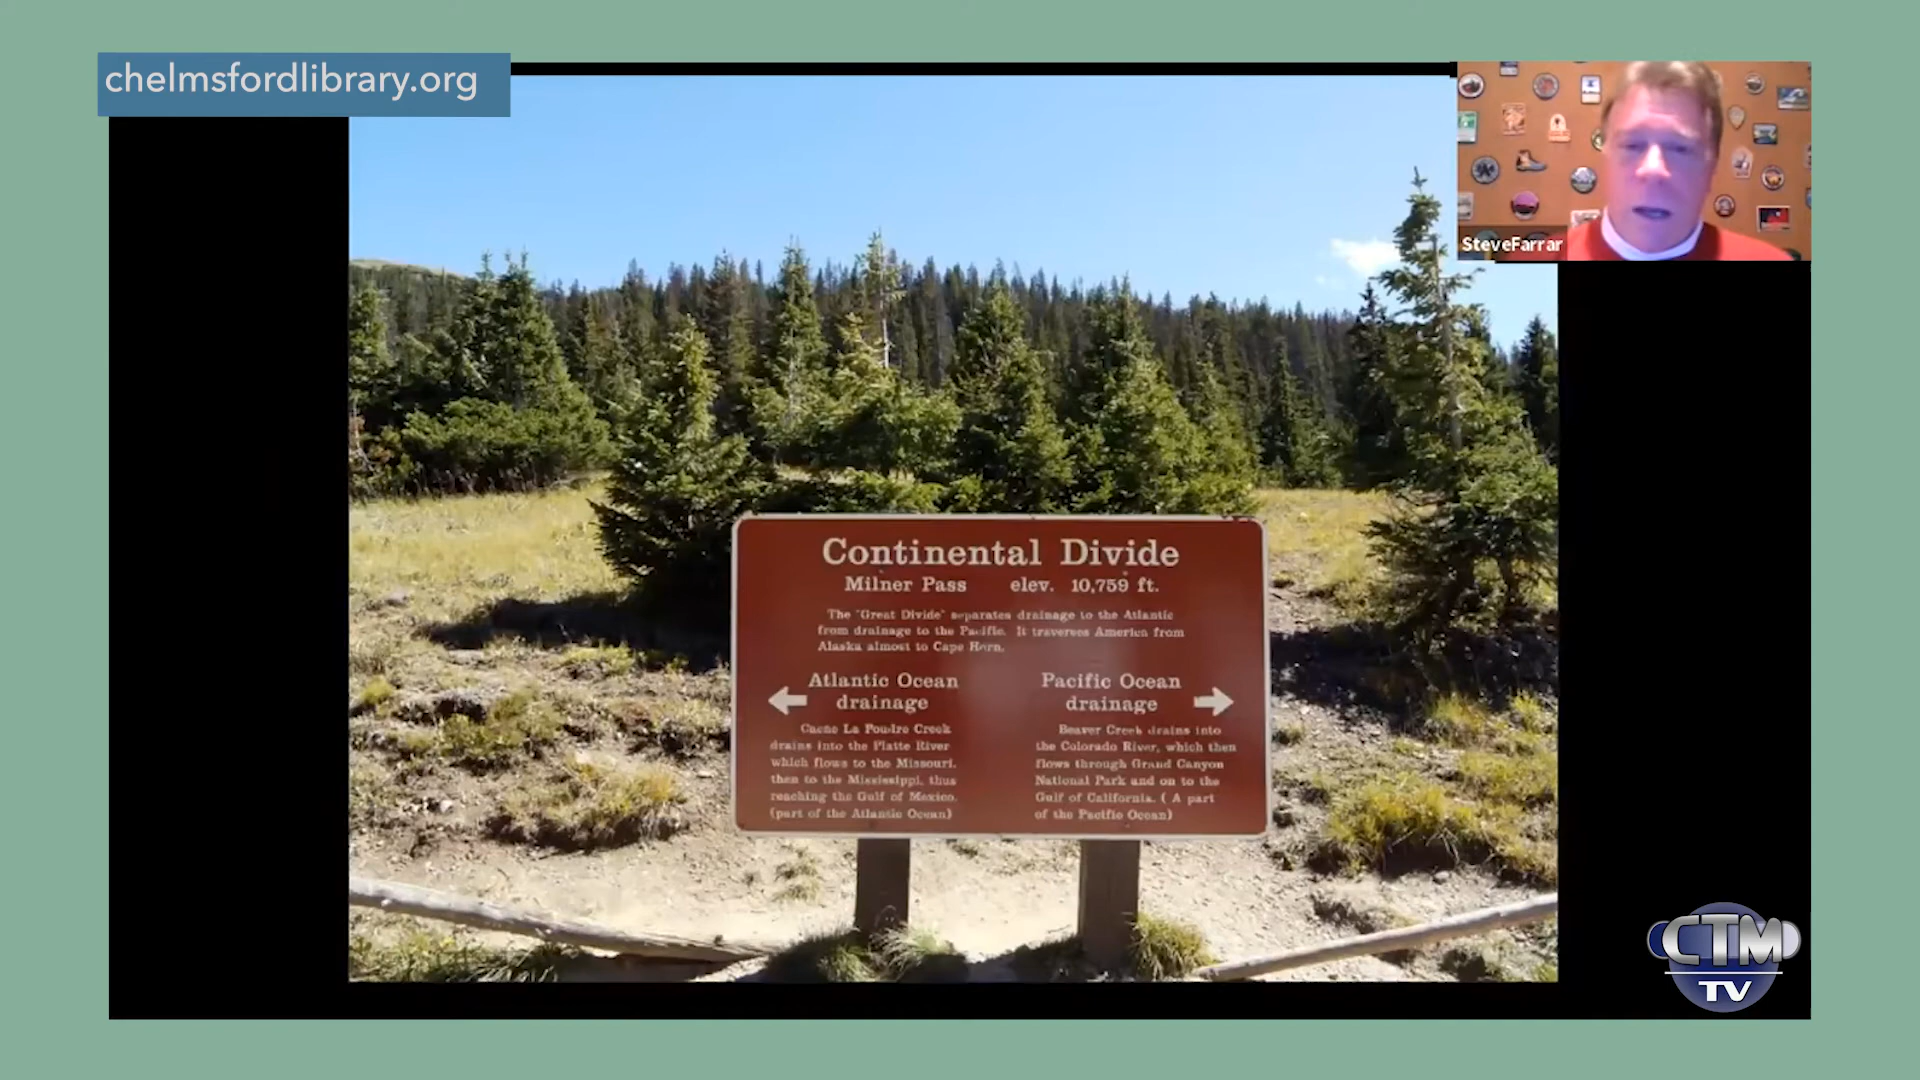 chelmsfordlibrary.org
SteveFarrar
Continental Divide
Milner Pass elev. 10,759 ft.
The "Great Divide" separates drainage to the Atlantic
from drainage to the Pacific. It traverses America from
Alaska almost to Cape Horn.
Atlantic Ocean
drainage
Cache La Poudre Creek
drains into the Platte River
which flows to the Missouri,
then to the Mississippi, thus
reaching the Gulf of Mexico.
(part of the Atlantic Ocean)
Pacific Ocean
drainage
Beaver Creek drains into
the Colorado River, which then
flows through Grand Canyon
National Park and on to the
Gulf of California. ( A part
of the Pacific Ocean)
CTM
TV